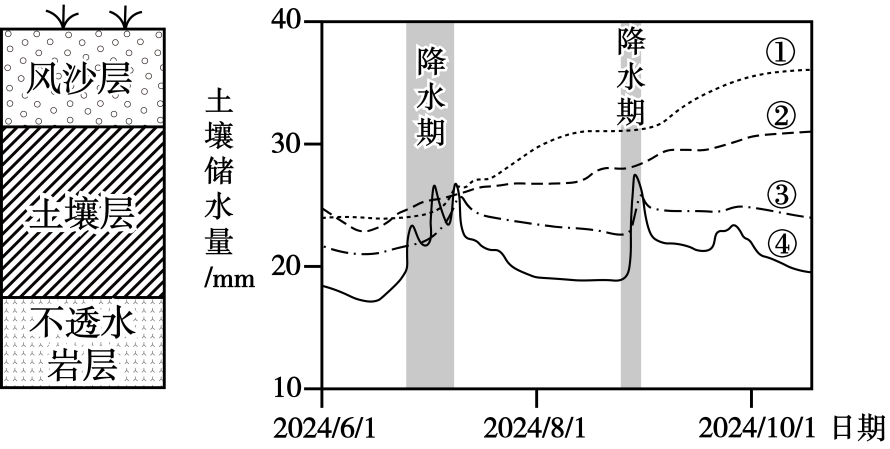 风沙层
土壤层
不透水
岩层
土壤储水量/mm
40
30
20
10
降水期
降水期
①
②
③
④
2024/6/1
2024/8/1
2024/10/1
日期